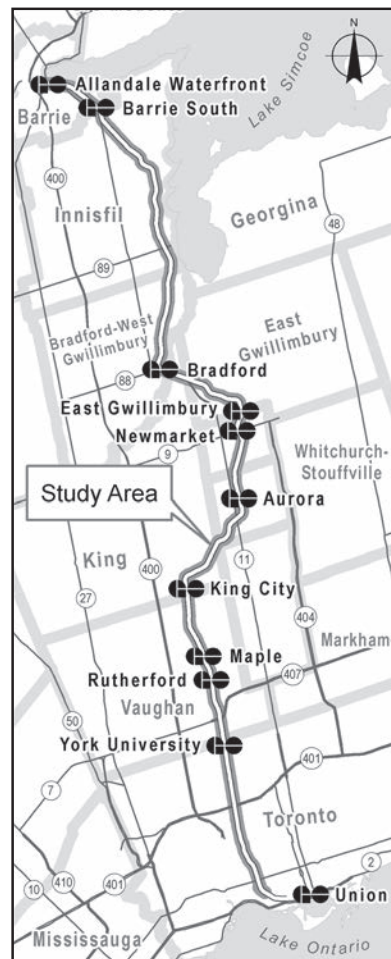 N
Lake Simcoe
Allandale Waterfront
Barrie South
Barrie
400
Innisfil
Georgina
48
89
Bradford-West
Gwillimbury
East
Gwillimbury
88
Bradford
East Gwillimbury
Newmarket
9
Whitchurch-
Stouffville
Study Area
Aurora
King
400
11
27
King City
404
Maple
Markham
407
Rutherford
Vaughan
50
York University
401
7
Toronto
2
10
410
401
Union
Mississauga
Lake Ontario